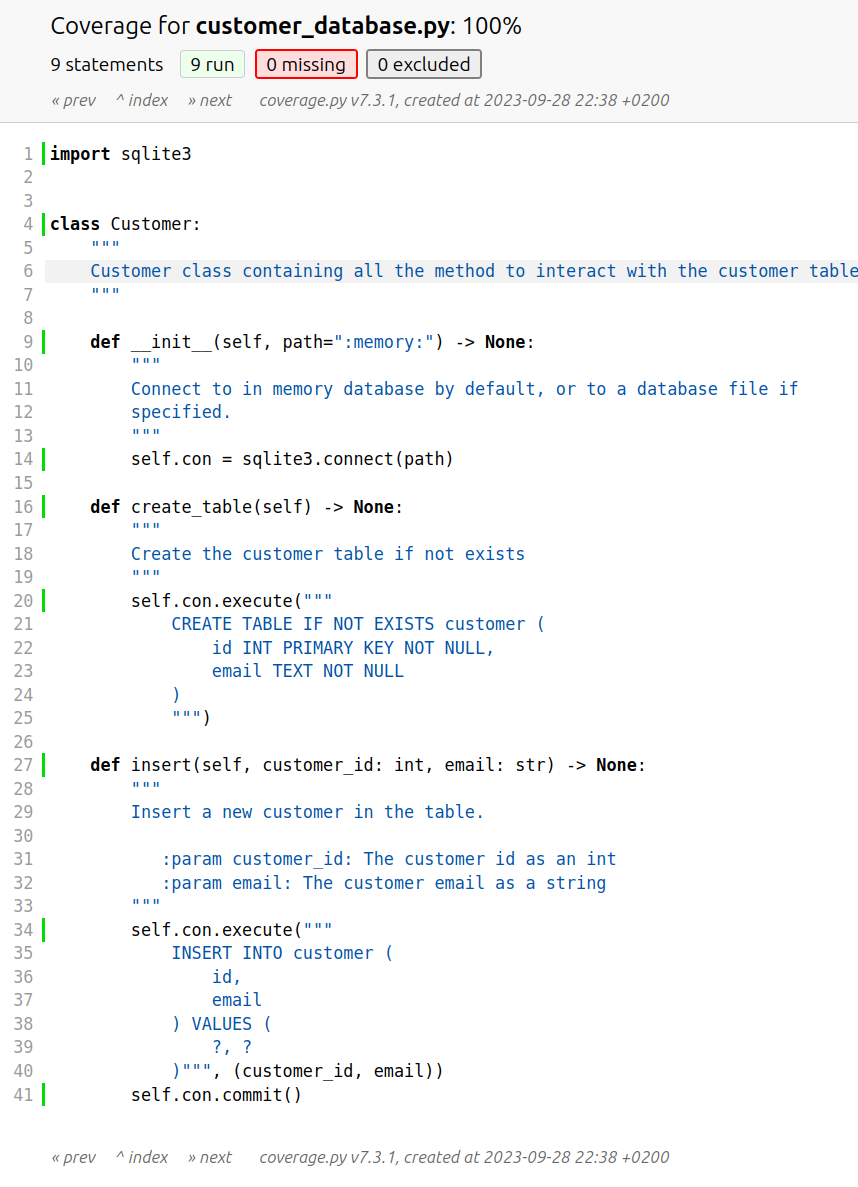 Coverage for customer_database.py: 100%
9 statements 9 run 0 missing 0 excluded
« prev ^ index » next coverage.py v7.3.1, created at 2023-09-28 22:38 +0200
1 import sqlite3
2
3
4 class Customer:
5     """
6     Customer class containing all the method to interact with the customer table
7     """
8
9     def __init__(self, path=":memory:") -> None:
10         """
11         Connect to in memory database by default, or to a database file if
12         specified.
13         """
14         self.con = sqlite3.connect(path)
15
16     def create_table(self) -> None:
17         """
18         Create the customer table if not exists
19         """
20         self.con.execute("""
21             CREATE TABLE IF NOT EXISTS customer (
22                 id INT PRIMARY KEY NOT NULL,
23                 email TEXT NOT NULL
24             )
25             """)
26
27     def insert(self, customer_id: int, email: str) -> None:
28         """
29         Insert a new customer in the table.
30
31            :param customer_id: The customer id as an int
32            :param email: The customer email as a string
33         """
34         self.con.execute("""
35             INSERT INTO customer (
36                 id,
37                 email
38             ) VALUES (
39                 ?, ?
40             )""", (customer_id, email))
41         self.con.commit()
« prev ^ index » next coverage.py v7.3.1, created at 2023-09-28 22:38 +0200